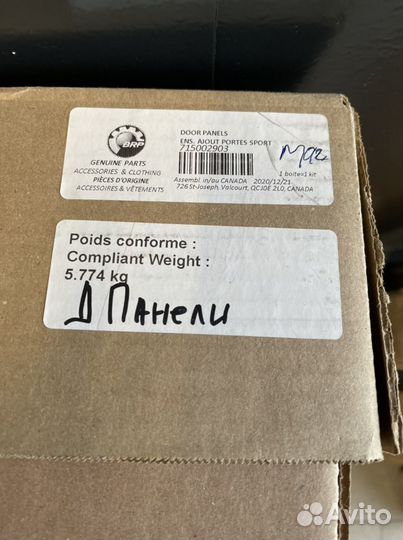 BRP
GENUINE PARTS
ACCESSORIES & CLOTHING
PIÈCES D'ORIGINE
ACCESSOIRES & VÊTEMENTS
DOOR PANELS
ENS. AJOUT PORTES SPORT
715002903
1 boite=1 kit
Assembl. in/au CANADA 2020/12/21
726 St-Joseph, Valcourt, QC J0E 2L0, CANADA
Poids conforme :
Compliant Weight :
5.774 kg
Д Панели
Avito